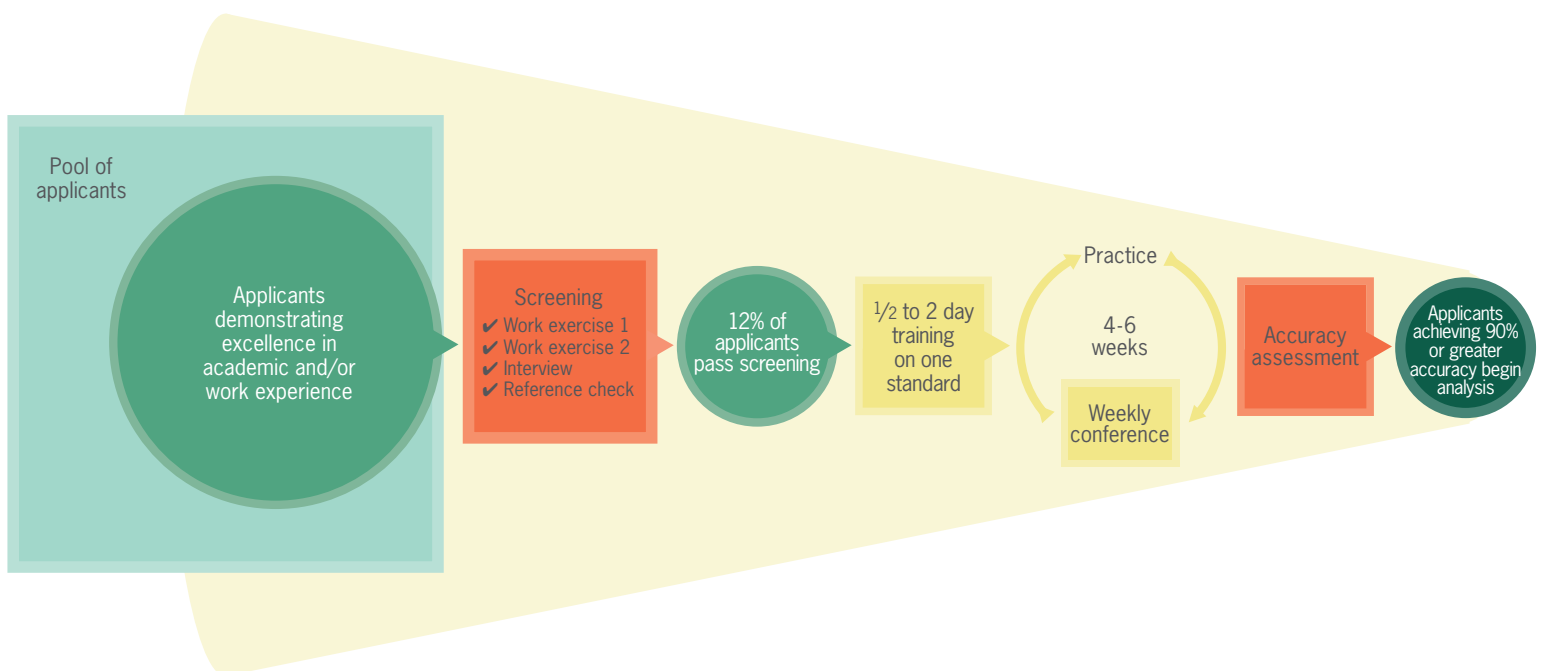 Pool of
applicants
Applicants
demonstrating
excellence in
academic and/or
work experience
Screening
✔ Work exercise 1
✔ Work exercise 2
✔ Interview
✔ Reference check
12% of
applicants
pass screening
1/2 to 2 day
training
on one
standard
Practice
4-6
weeks
Weekly
conference
Accuracy
assessment
Applicants
achieving 90%
or greater
accuracy begin
analysis